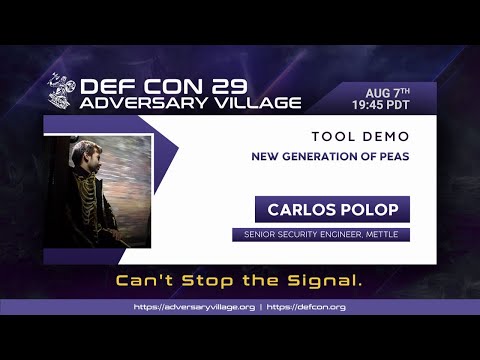 DEF CON 29
ADVERSARY VILLAGE
AUG 7TH
19:45 PDT
TOOL DEMO
NEW GENERATION OF PEAS
CARLOS POLOP
SENIOR SECURITY ENGINEER, METTLE
Can't Stop the Signal.
https://adversaryvillage.org | https://defcon.org